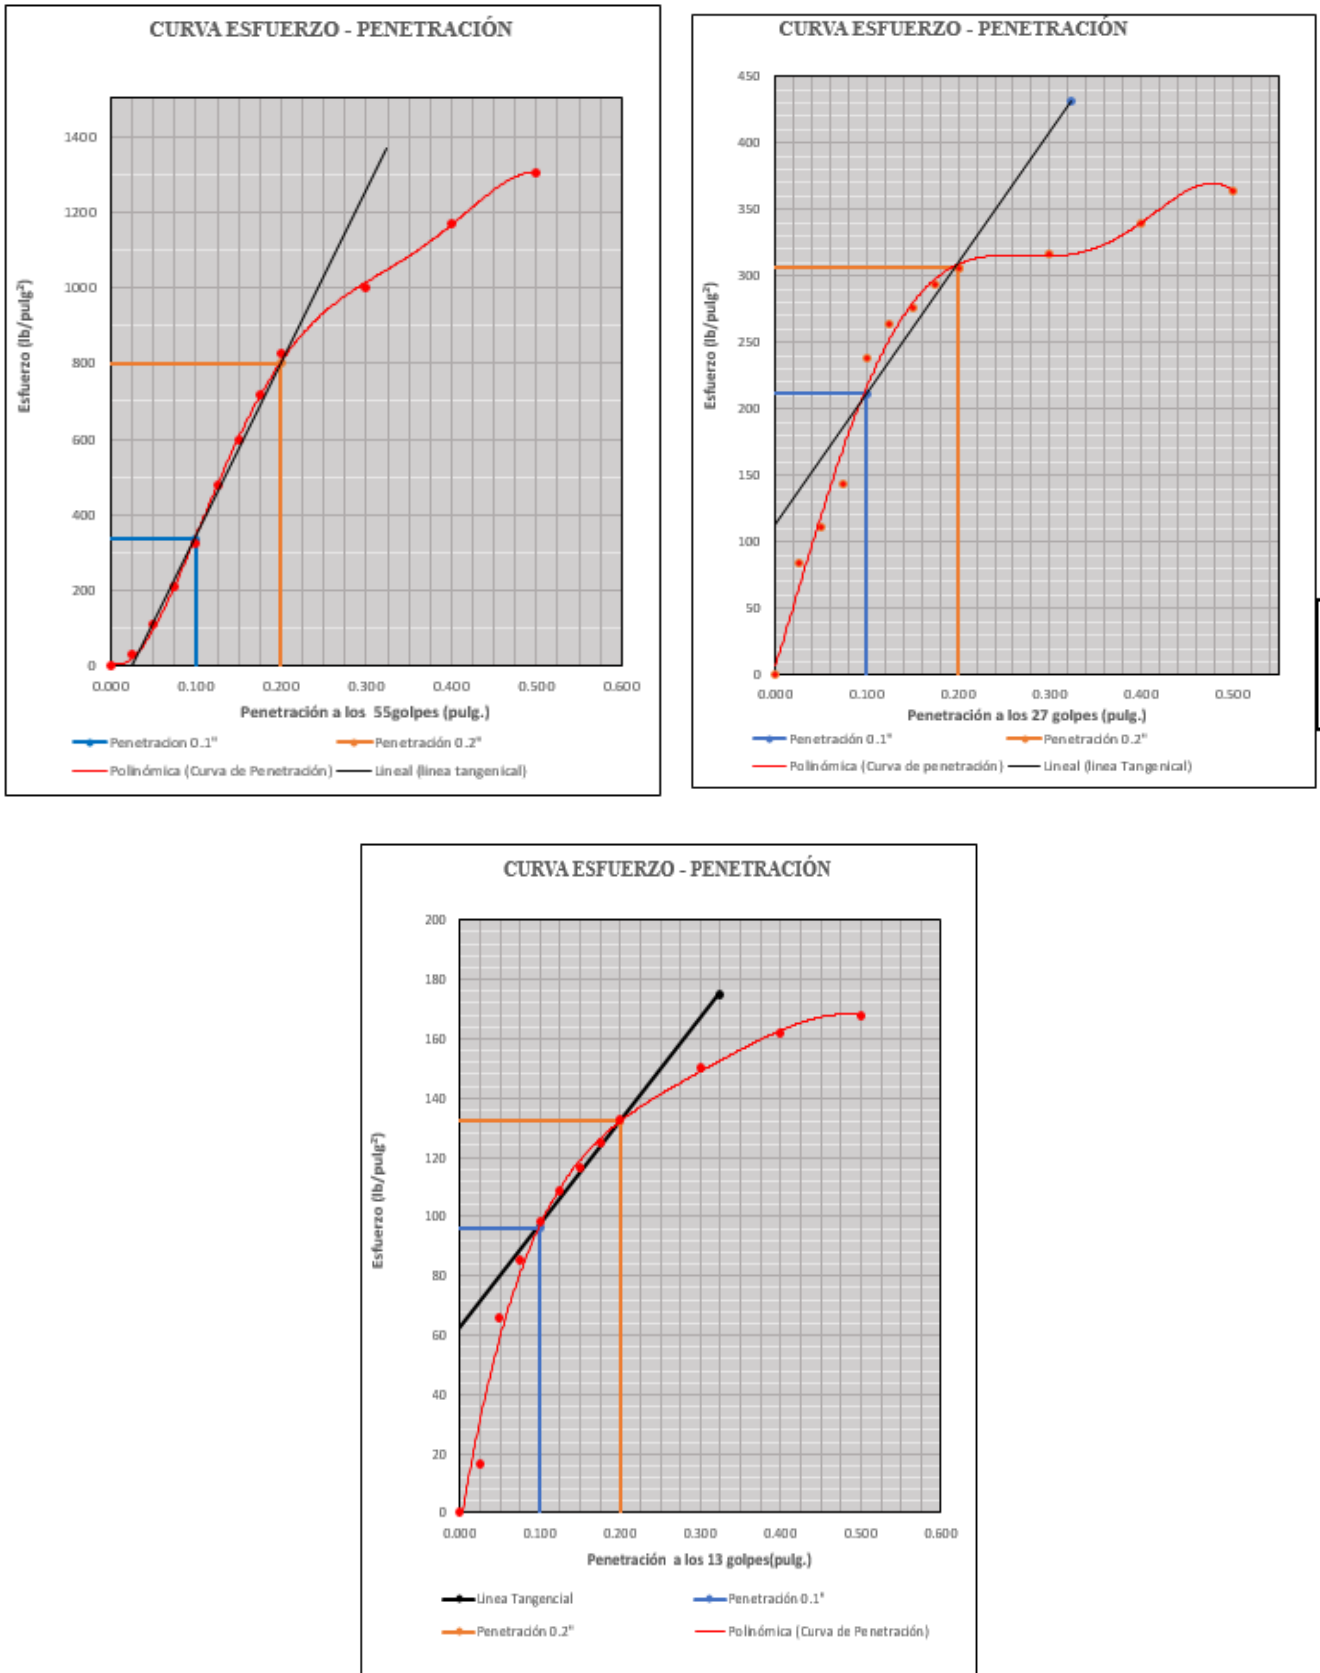 CURVA ESFUERZO - PENETRACIÓN
1400
1200
1000
800
600
400
200
0
Esfuerzo (lb/pulg²)
0.000 0.100 0.200 0.300 0.400 0.500 0.600
Penetración a los 55golpes (pulg.)
Penetracion 0.1" Penetración 0.2"
Polinómica (Curva de Penetración) Lineal (linea tangenical)
CURVA ESFUERZO - PENETRACIÓN
450
400
350
300
250
200
150
100
50
0
Esfuerzo (lb/pulg²)
0.000 0.100 0.200 0.300 0.400 0.500
Penetración a los 27 golpes (pulg.)
Penetración 0.1" Penetración 0.2"
Polinómica (Curva de penetración) Lineal (linea Tangenical)
CURVA ESFUERZO - PENETRACIÓN
200
180
160
140
120
100
80
60
40
20
0
Esfuerzo (lb/pulg²)
0.000 0.100 0.200 0.300 0.400 0.500 0.600
Penetración a los 13 golpes(pulg.)
Linea Tangencial Penetración 0.1"
Penetración 0.2" Polinómica (Curva de Penetración)